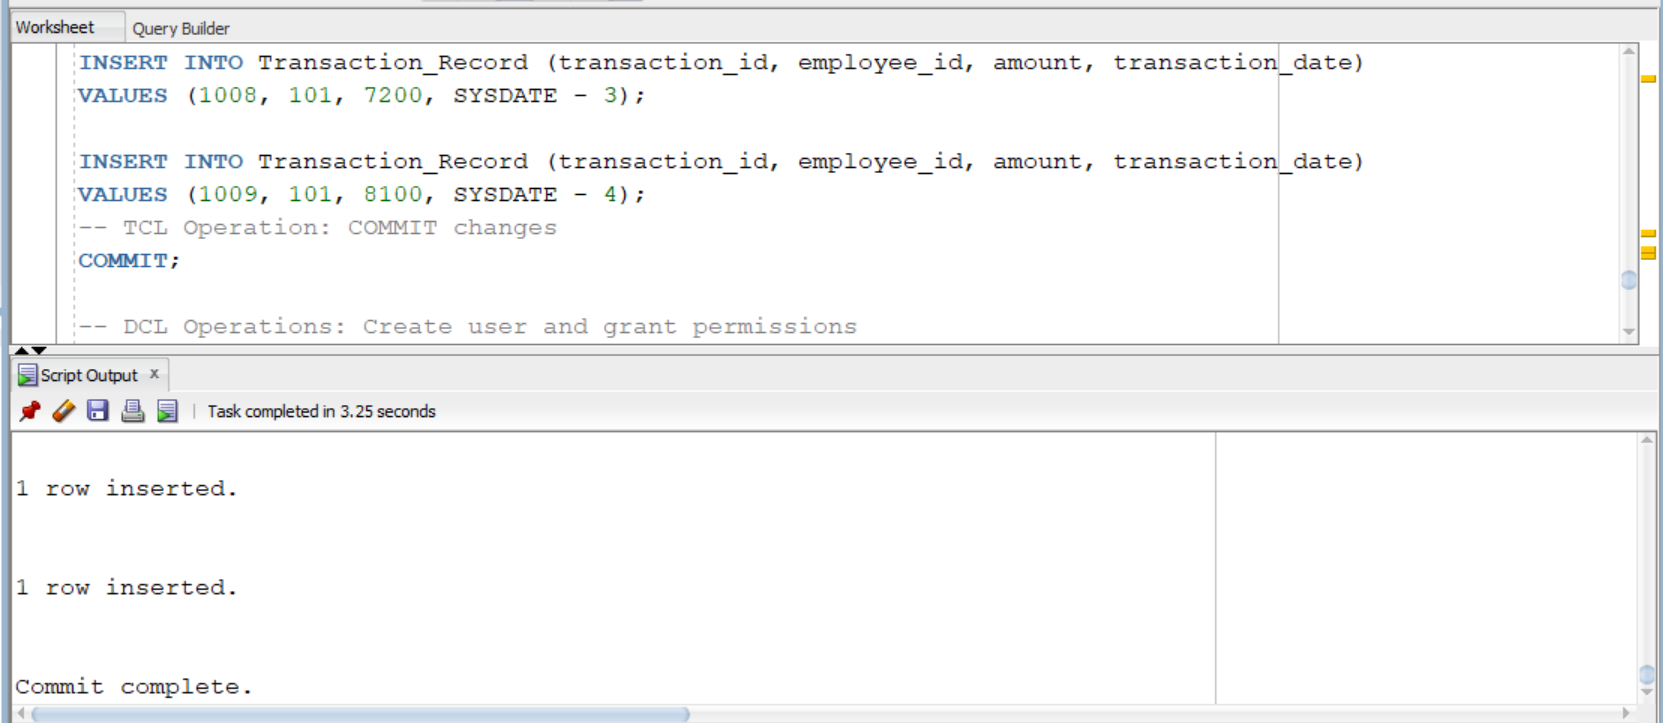 Worksheet Query Builder
INSERT INTO Transaction_Record (transaction_id, employee_id, amount, transaction_date)
VALUES (1008, 101, 7200, SYSDATE - 3);
INSERT INTO Transaction_Record (transaction_id, employee_id, amount, transaction_date)
VALUES (1009, 101, 8100, SYSDATE - 4);
-- TCL Operation: COMMIT changes
COMMIT;
-- DCL Operations: Create user and grant permissions
Script Output x
Task completed in 3.25 seconds
1 row inserted.
1 row inserted.
Commit complete.